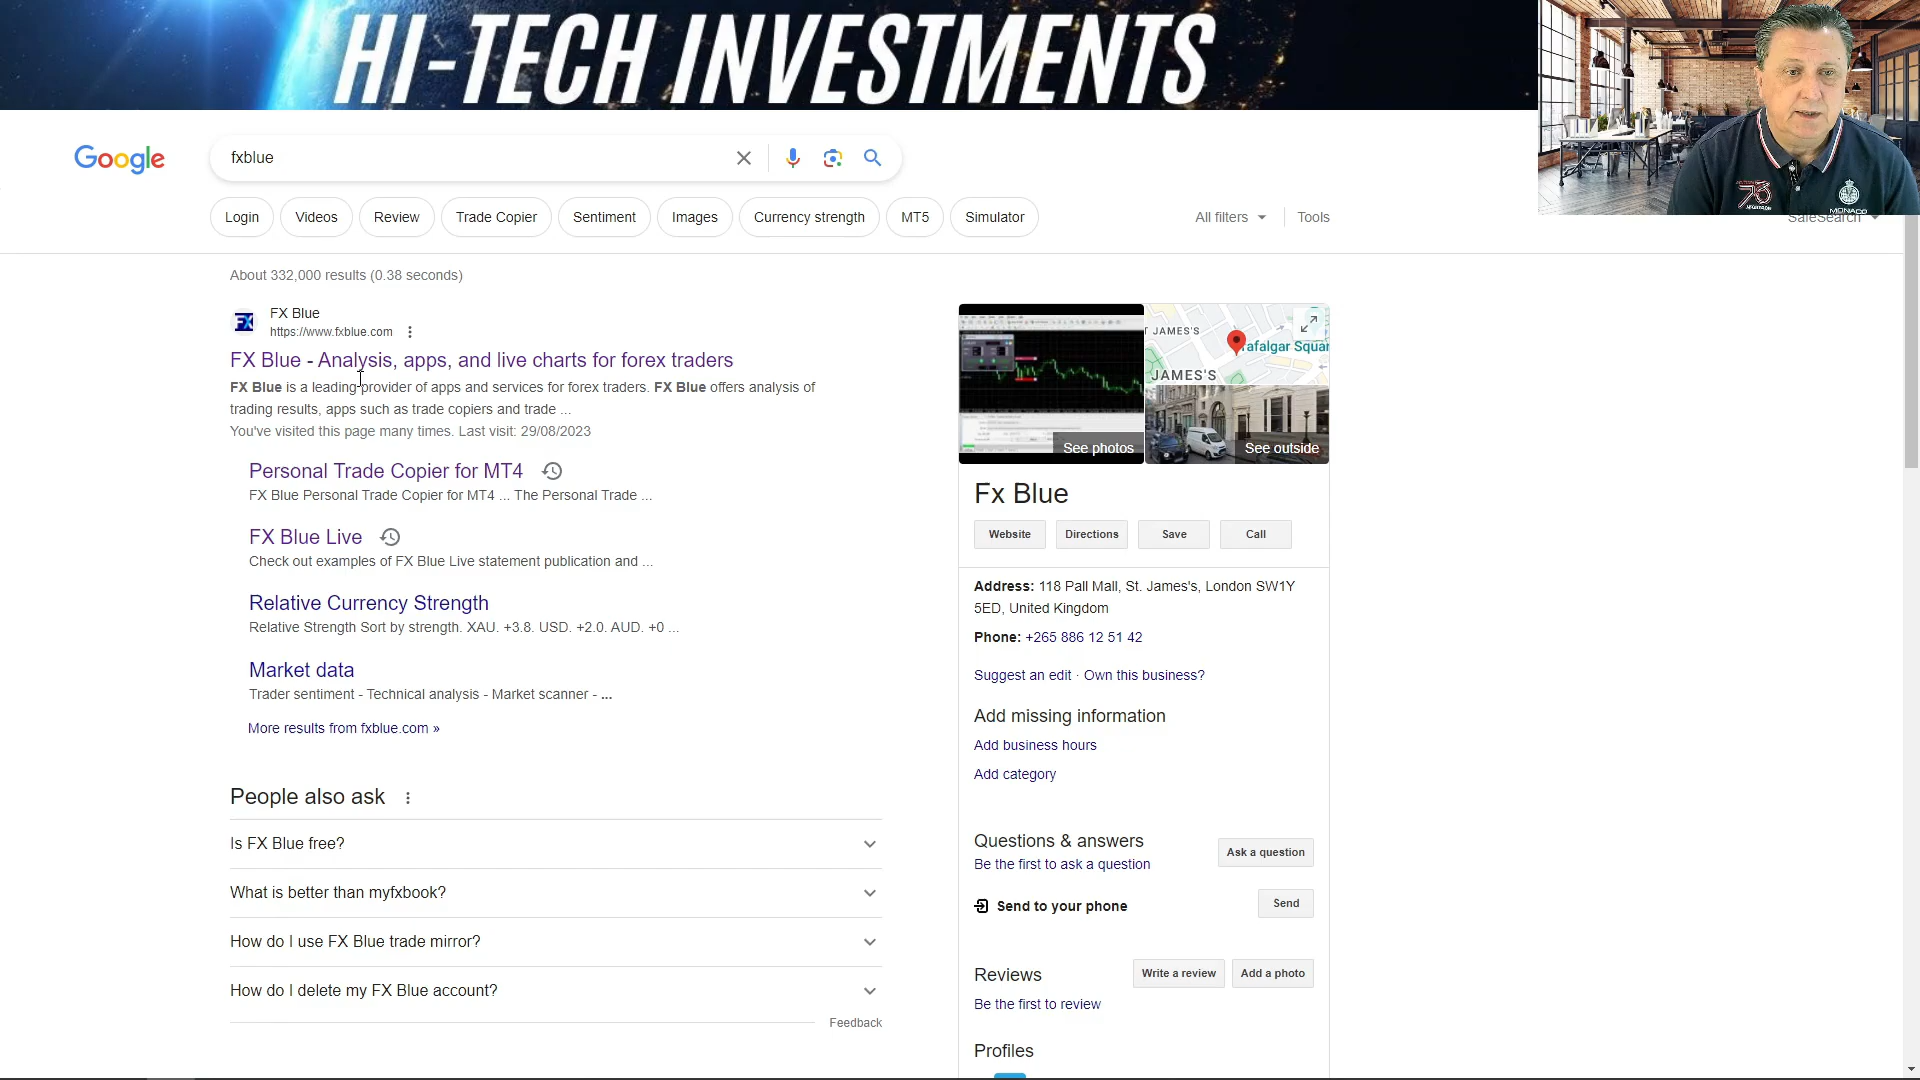 HI-TECH INVESTMENTS
73
MONACO
Google
fxblue
Login
Videos
Review
Trade Copier
Sentiment
Images
Currency strength
MT5
Simulator
All filters
Tools
SafeSearch
About 332,000 results (0.38 seconds)
FX
FX Blue
https://www.fxblue.com
FX Blue - Analysis, apps, and live charts for forex traders
FX Blue is a leading provider of apps and services for forex traders. FX Blue offers analysis of
trading results, apps such as trade copiers and trade ...
You've visited this page many times. Last visit: 29/08/2023
Personal Trade Copier for MT4
FX Blue Personal Trade Copier for MT4 ... The Personal Trade ...
FX Blue Live
Check out examples of FX Blue Live statement publication and ...
Relative Currency Strength
Relative Strength Sort by strength. XAU. +3.8. USD. +2.0. AUD. +0 ...
Market data
Trader sentiment - Technical analysis - Market scanner - ...
More results from fxblue.com »
People also ask
Is FX Blue free?
What is better than myfxbook?
How do I use FX Blue trade mirror?
How do I delete my FX Blue account?
Feedback
JAMES'S
rafalgar Squar
JAMES'S
See photos
See outside
Fx Blue
Website
Directions
Save
Call
Address: 118 Pall Mall, St. James's, London SW1Y
5ED, United Kingdom
Phone: +265 886 12 51 42
Suggest an edit · Own this business?
Add missing information
Add business hours
Add category
Questions & answers
Be the first to ask a question
Ask a question
Send to your phone
Send
Reviews
Write a review
Add a photo
Be the first to review
Profiles